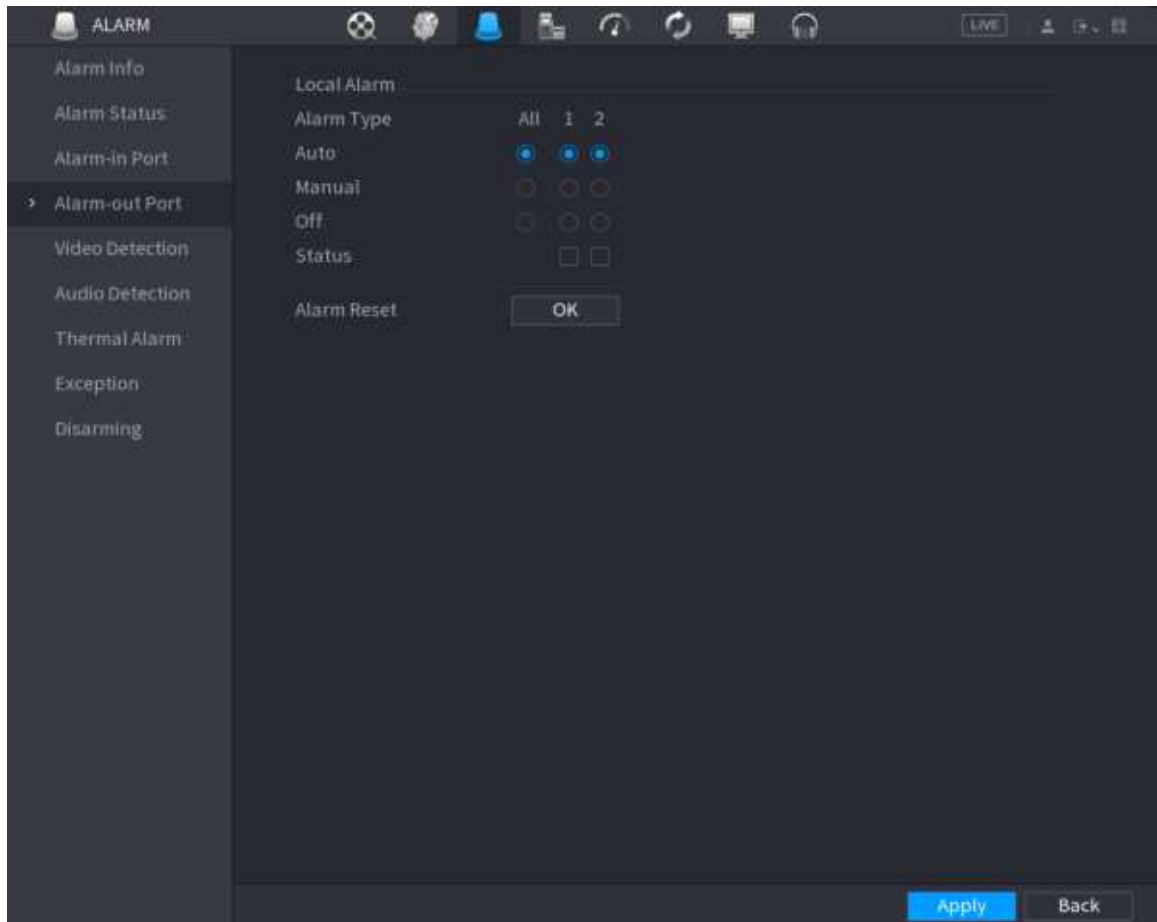 ALARM LIVE
Alarm Info
Alarm Status
Alarm-in Port
Alarm-out Port
Video Detection
Audio Detection
Thermal Alarm
Exception
Disarming
Local Alarm
Alarm Type All 1 2
Auto
Manual
Off
Status
Alarm Reset OK
Apply Back